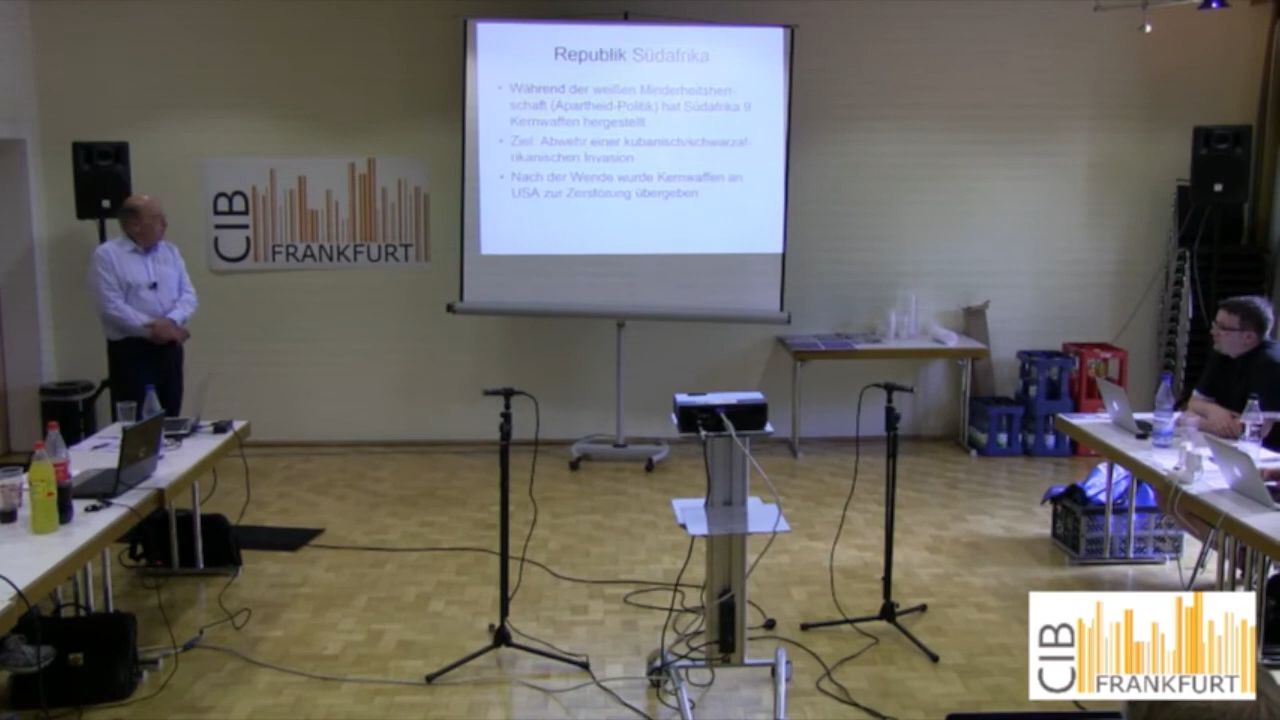 Republik Südafrika
• Während der weißen Minderheitsherr-
schaft (Apartheid-Politik) hat Südafrika 9
Kernwaffen hergestellt
• Ziel: Abwehr einer kubanisch/schwarzaf-
rikanischen Invasion
• Nach der Wende wurde Kernwaffen an
USA zur Zerstörung übergeben
CIB
FRANKFURT
CIB
FRANKFURT